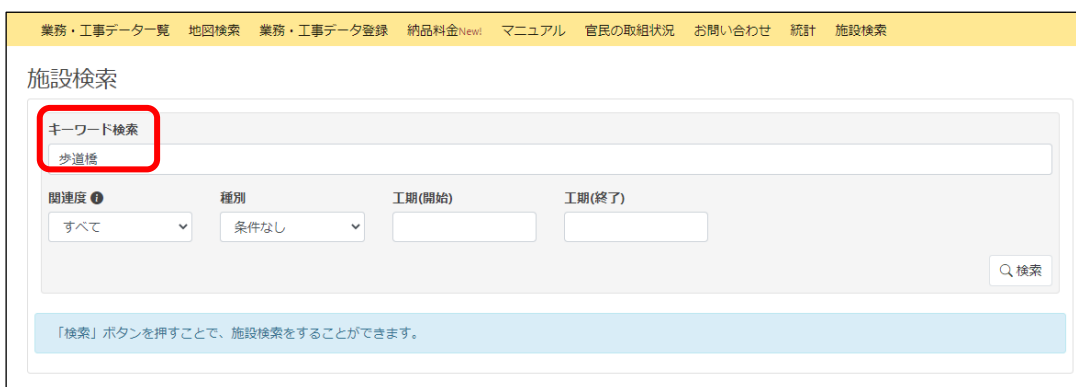 業務・工事データ一覧 地図検索 業務・工事データ登録 納品料金New! マニュアル 官民の取組状況 お問い合わせ 統計 施設検索
施設検索
キーワード検索
歩道橋
関連度 種別 工期(開始) 工期(終了)
すべて 条件なし
検索
「検索」ボタンを押すことで、施設検索をすることができます。